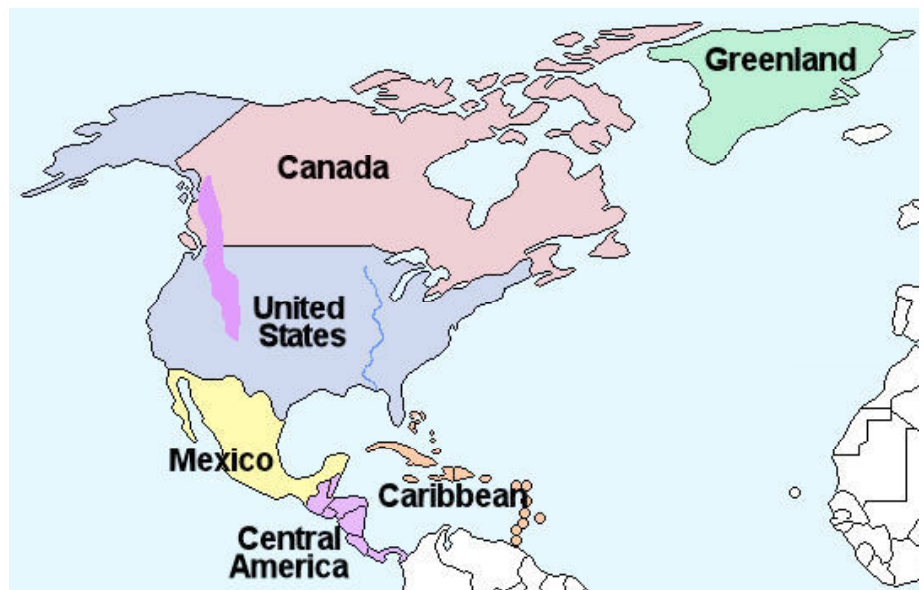 Greenland
Canada
United
States
Mexico
Caribbean
Central
America